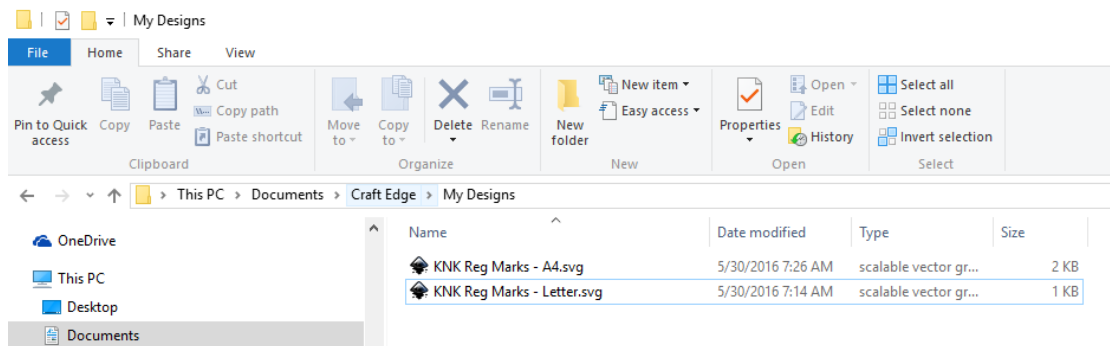 My Designs
File Home Share View
Pin to Quick access
Copy
Paste
Cut
Copy path
Paste shortcut
Clipboard
Move to
Copy to
Delete
Rename
Organize
New folder
New item
Easy access
New
Properties
Open
Edit
History
Open
Select all
Select none
Invert selection
Select
This PC > Documents > Craft Edge > My Designs
OneDrive
This PC
Desktop
Documents
Name Date modified Type Size
KNK Reg Marks - A4.svg 5/30/2016 7:26 AM scalable vector gr... 2 KB
KNK Reg Marks - Letter.svg 5/30/2016 7:14 AM scalable vector gr... 1 KB